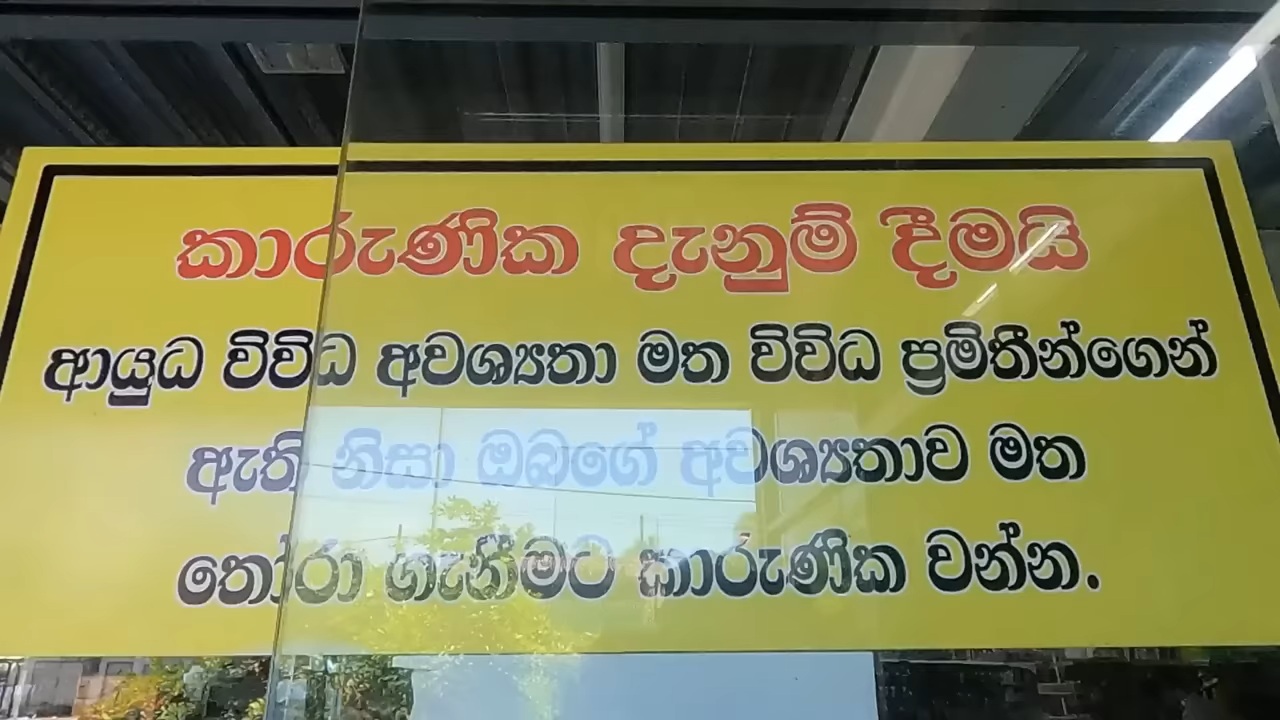 කාරුණික දැනුම් දීමයි
ආයුධ විවිධ අවශ්‍යතා මත විවිධ ප්‍රමිතීන්ගෙන්
ඇති නිසා ඔබගේ අවශ්‍යතාව මත
තෝරා ගැනීමට කාරුණික වන්න.